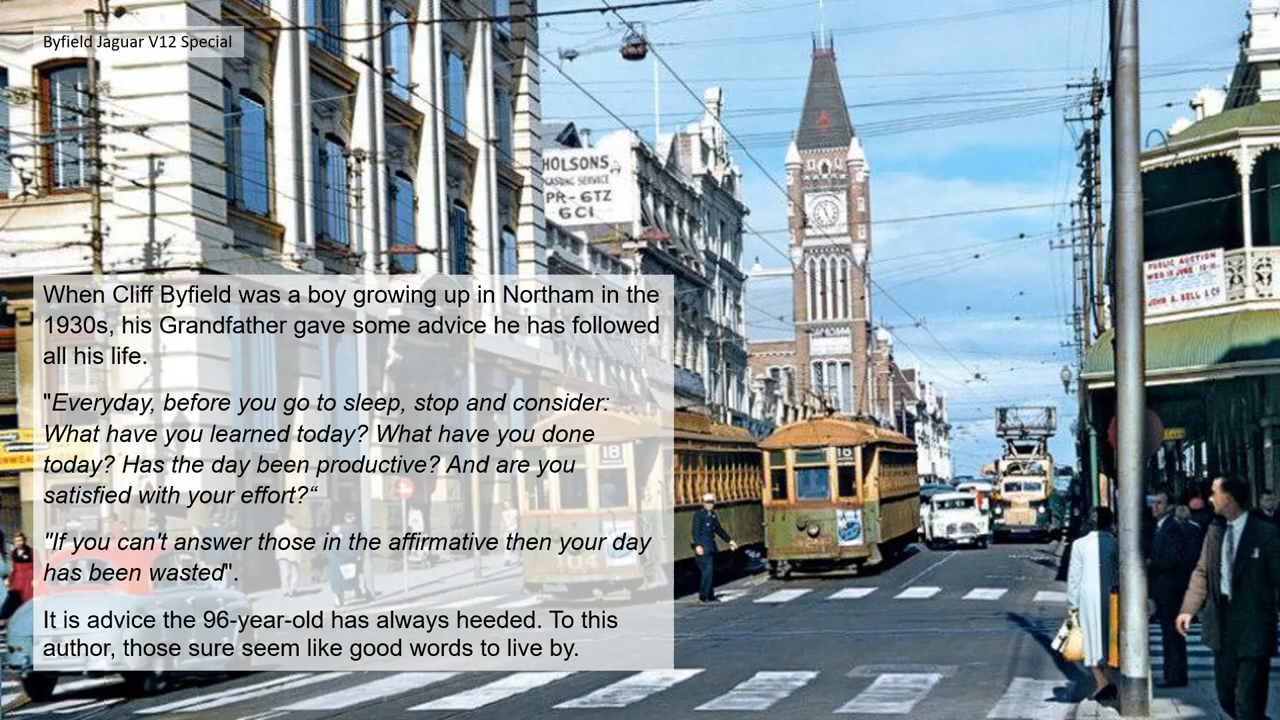 Byfield Jaguar V12 Special
HOLSONS
CASTING SERVICE
PR-6TZ
6CI
PUBLIC AUCTION
JOHN A. BELL & CO
18
18
When Cliff Byfield was a boy growing up in Northam in the
1930s, his Grandfather gave some advice he has followed
all his life.
"Everyday, before you go to sleep, stop and consider:
What have you learned today? What have you done
today? Has the day been productive? And are you
satisfied with your effort?“
"If you can't answer those in the affirmative then your day
has been wasted".
It is advice the 96-year-old has always heeded. To this
author, those sure seem like good words to live by.